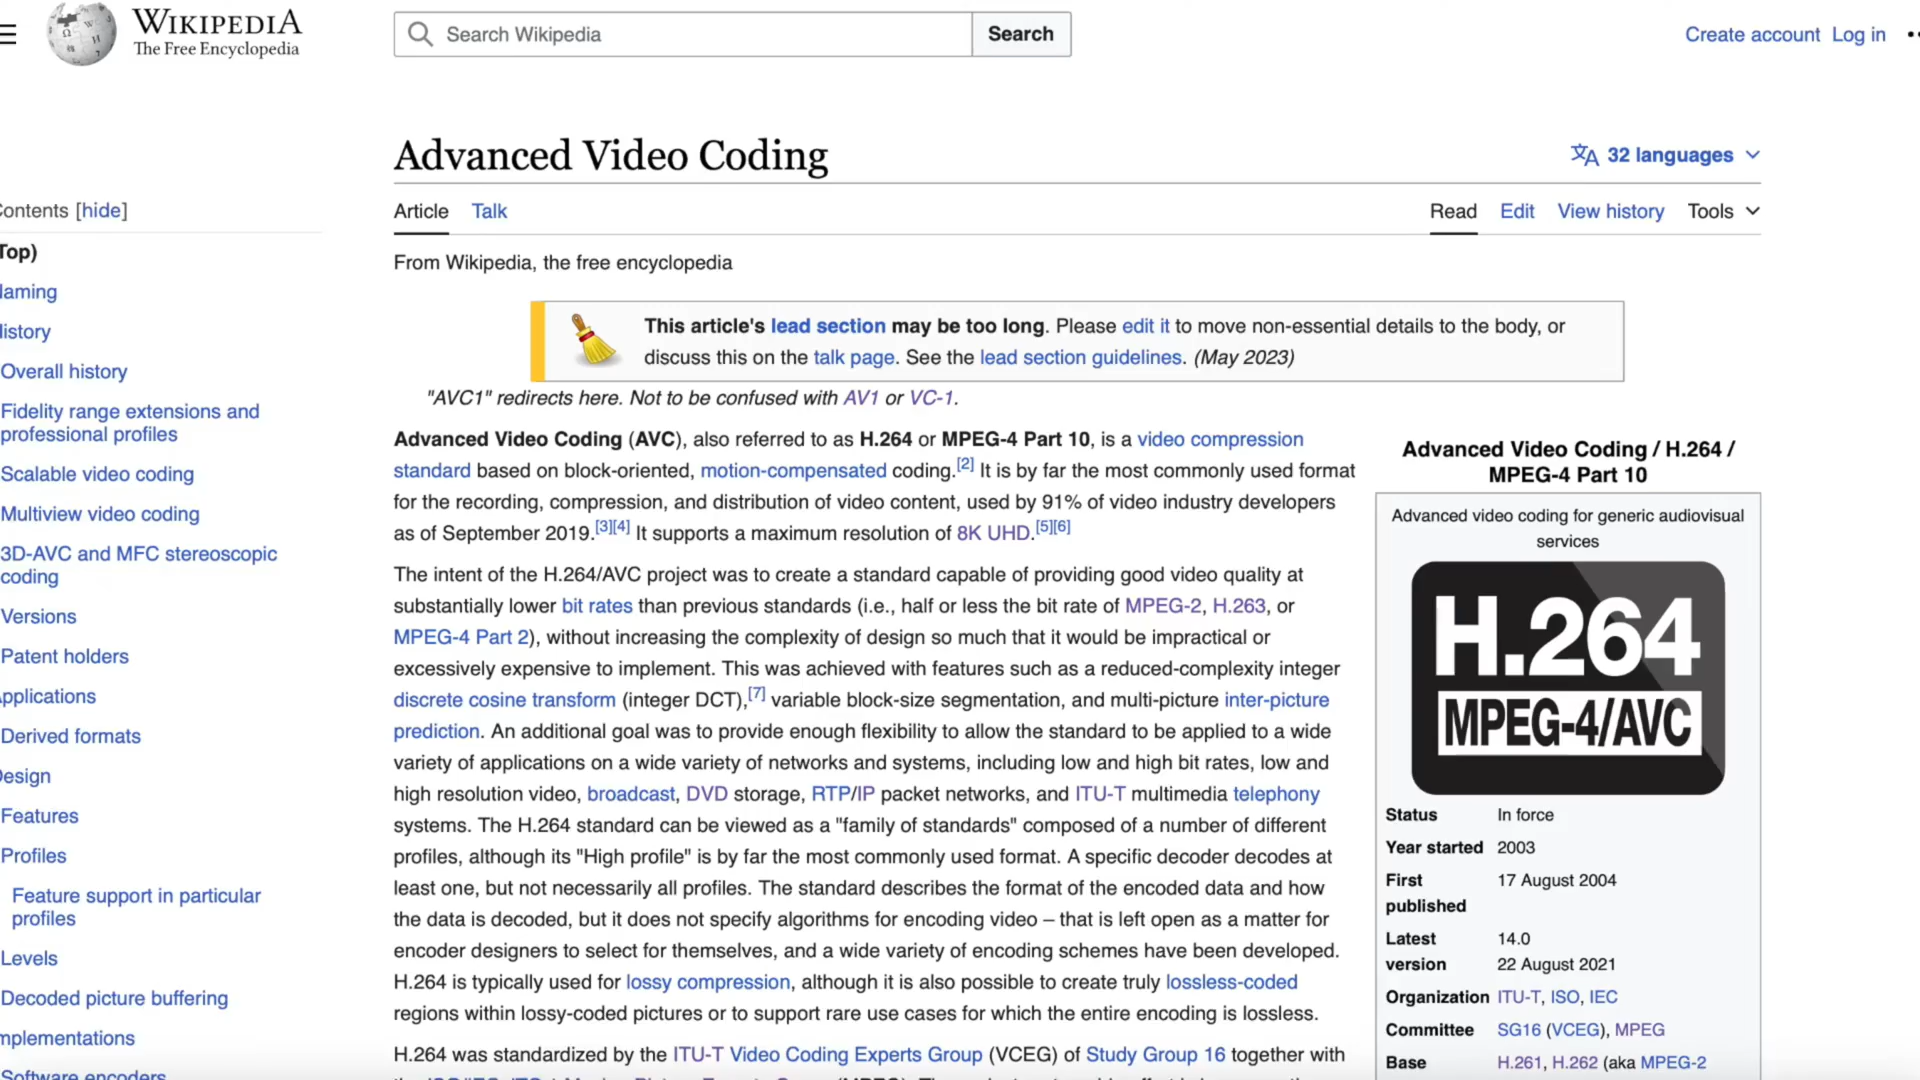 WIKIPEDIA
The Free Encyclopedia
Search Wikipedia
Search
Create account Log in
Advanced Video Coding
32 languages
Article Talk
Read Edit View history Tools
From Wikipedia, the free encyclopedia
Contents [hide]
(Top)
Naming
History
Overall history
Fidelity range extensions and
professional profiles
Scalable video coding
Multiview video coding
3D-AVC and MFC stereoscopic
coding
Versions
Patent holders
Applications
Derived formats
Design
Features
Profiles
Feature support in particular
profiles
Levels
Decoded picture buffering
Implementations
Software encoders
This article's lead section may be too long. Please edit it to move non-essential details to the body, or
discuss this on the talk page. See the lead section guidelines. (May 2023)
"AVC1" redirects here. Not to be confused with AV1 or VC-1.
Advanced Video Coding (AVC), also referred to as H.264 or MPEG-4 Part 10, is a video compression
standard based on block-oriented, motion-compensated coding.[2] It is by far the most commonly used format
for the recording, compression, and distribution of video content, used by 91% of video industry developers
as of September 2019.[3][4] It supports a maximum resolution of 8K UHD.[5][6]
The intent of the H.264/AVC project was to create a standard capable of providing good video quality at
substantially lower bit rates than previous standards (i.e., half or less the bit rate of MPEG-2, H.263, or
MPEG-4 Part 2), without increasing the complexity of design so much that it would be impractical or
excessively expensive to implement. This was achieved with features such as a reduced-complexity integer
discrete cosine transform (integer DCT),[7] variable block-size segmentation, and multi-picture inter-picture
prediction. An additional goal was to provide enough flexibility to allow the standard to be applied to a wide
variety of applications on a wide variety of networks and systems, including low and high bit rates, low and
high resolution video, broadcast, DVD storage, RTP/IP packet networks, and ITU-T multimedia telephony
systems. The H.264 standard can be viewed as a "family of standards" composed of a number of different
profiles, although its "High profile" is by far the most commonly used format. A specific decoder decodes at
least one, but not necessarily all profiles. The standard describes the format of the encoded data and how
the data is decoded, but it does not specify algorithms for encoding video – that is left open as a matter for
encoder designers to select for themselves, and a wide variety of encoding schemes have been developed.
H.264 is typically used for lossy compression, although it is also possible to create truly lossless-coded
regions within lossy-coded pictures or to support rare use cases for which the entire encoding is lossless.
H.264 was standardized by the ITU-T Video Coding Experts Group (VCEG) of Study Group 16 together with
Advanced Video Coding / H.264 /
MPEG-4 Part 10
Advanced video coding for generic audiovisual
services
H.264
MPEG-4/AVC
Status In force
Year started 2003
First 17 August 2004
published
Latest 14.0
version 22 August 2021
Organization ITU-T, ISO, IEC
Committee SG16 (VCEG), MPEG
Base H.261, H.262 (aka MPEG-2